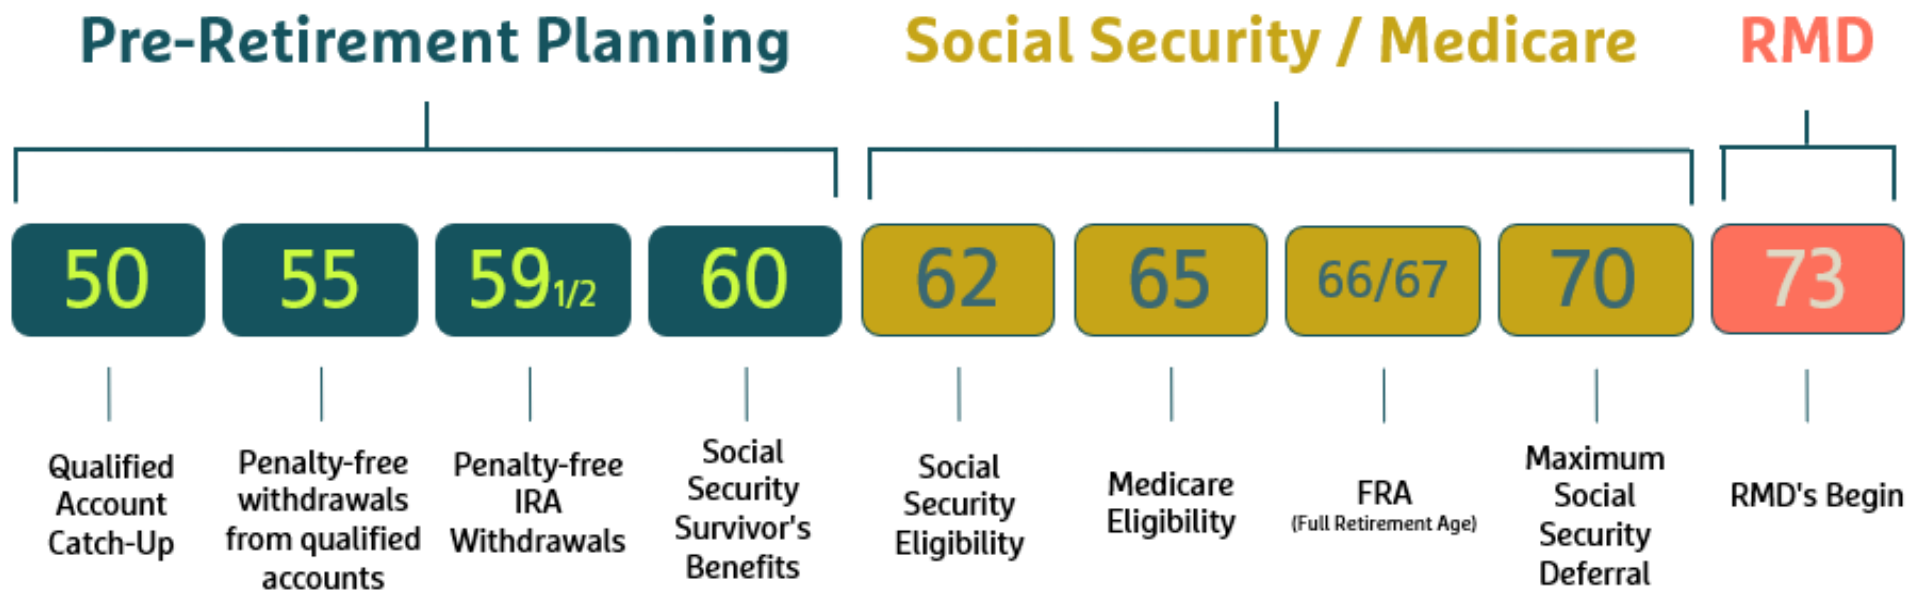 Pre-Retirement Planning
Social Security / Medicare
RMD
50
55
59 1/2
60
62
65
66/67
70
73
Qualified
Account
Catch-Up
Penalty-free
withdrawals
from qualified
accounts
Penalty-free
IRA
Withdrawals
Social
Security
Survivor's
Benefits
Social
Security
Eligibility
Medicare
Eligibility
FRA
(Full Retirement Age)
Maximum
Social
Security
Deferral
RMD's Begin